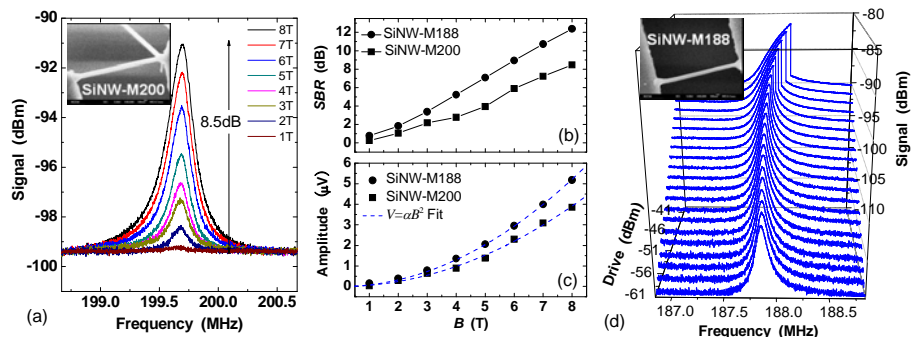 -90
-92
-94
-96
-98
-100
Signal (dBm)
SiNW-M200
8.5dB
8T
7T
6T
5T
4T
3T
2T
1T
199.0
199.5
200.0
200.5
Frequency (MHz)
(a)
12
10
8
6
4
2
0
SBR (dB)
SiNW-M188
SiNW-M200
(b)
6
5
4
3
2
1
0
Amplitude (μV)
SiNW-M188
SiNW-M200
V=αB² Fit
(c)
1
2
3
4
5
6
7
8
B (T)
SiNW-M188
-80
-85
-90
-95
-100
-105
-110
Signal (dBm)
-41
-46
-51
-56
-61
Drive (dBm)
187.0
187.5
188.0
188.5
Frequency (MHz)
(d)